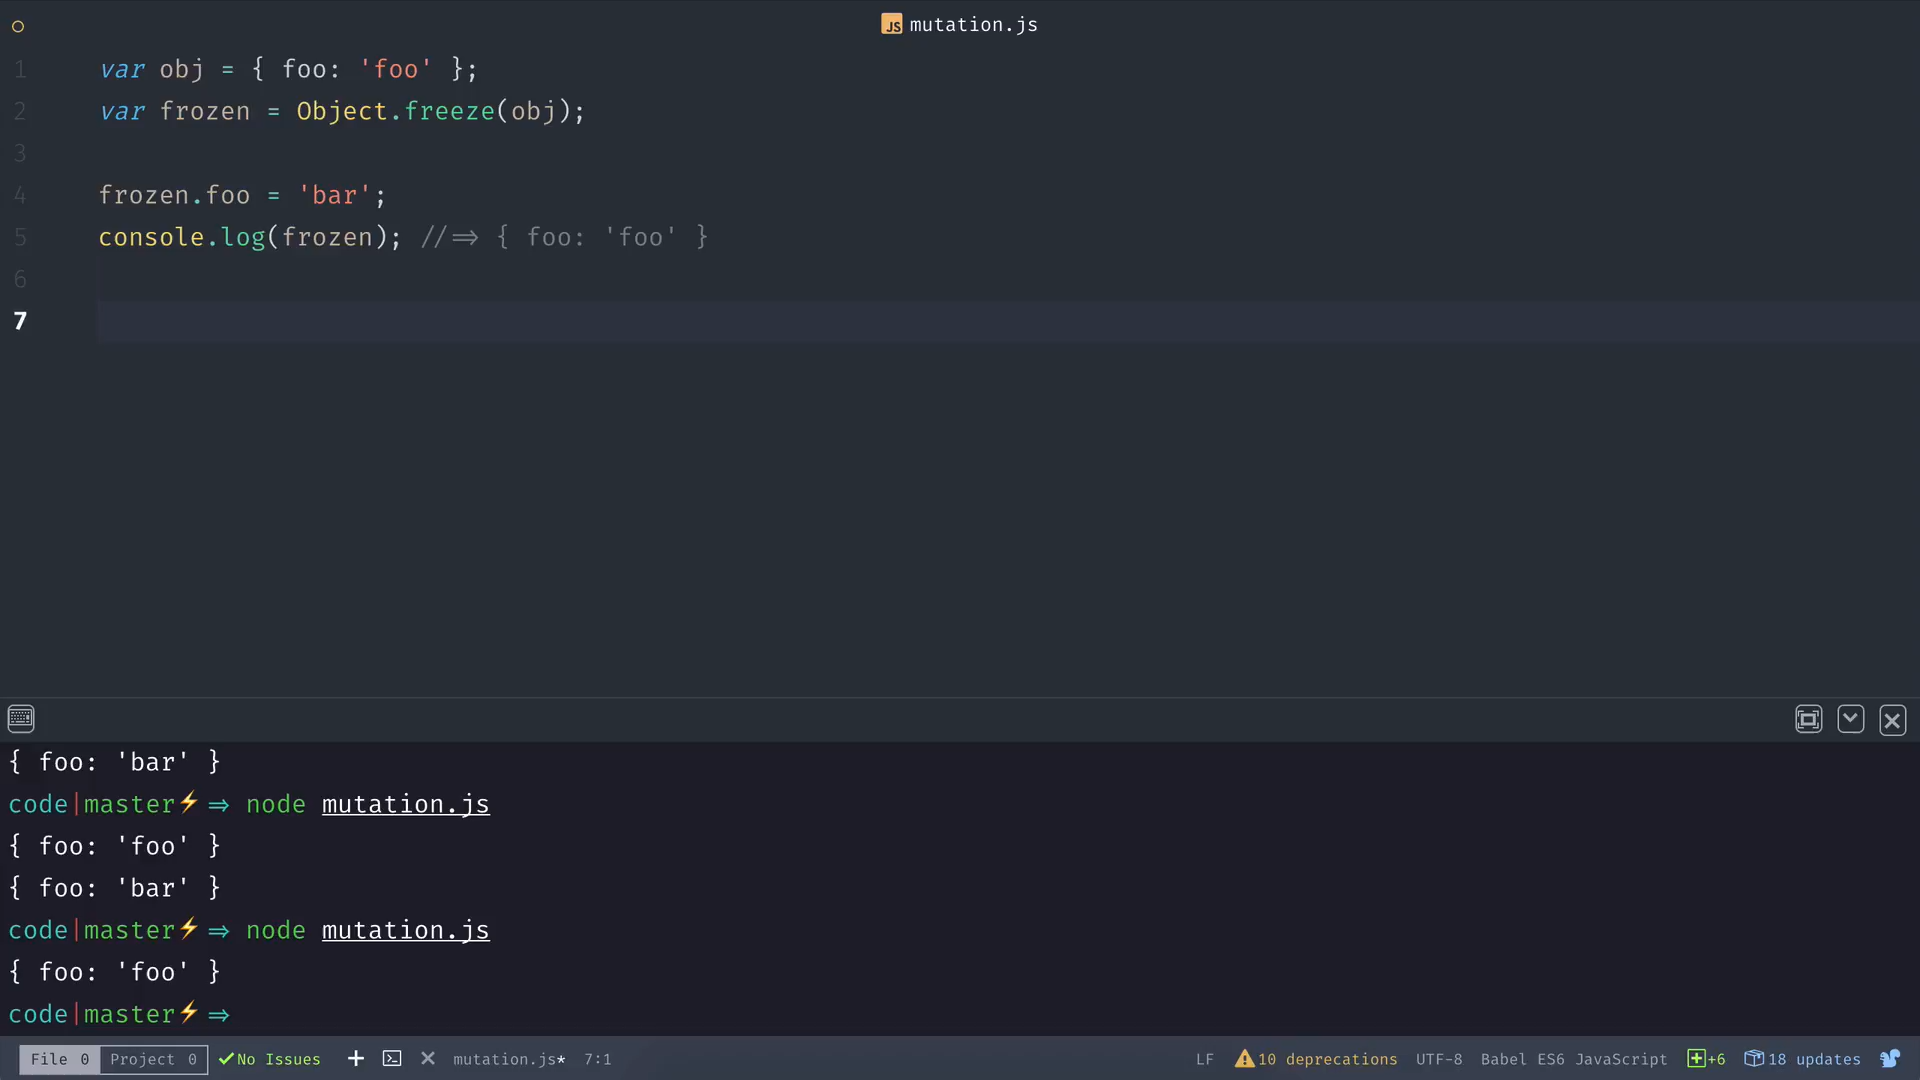 JS mutation.js
1 var obj = { foo: 'foo' };
2 var frozen = Object.freeze(obj);
3
4 frozen.foo = 'bar';
5 console.log(frozen); //=> { foo: 'foo' }
6
7
{ foo: 'bar' }
code|master⚡ => node mutation.js
{ foo: 'foo' }
{ foo: 'bar' }
code|master⚡ => node mutation.js
{ foo: 'foo' }
code|master⚡ =>
File 0 Project 0 No Issues mutation.js* 7:1 LF 10 deprecations UTF-8 Babel ES6 JavaScript +6 18 updates